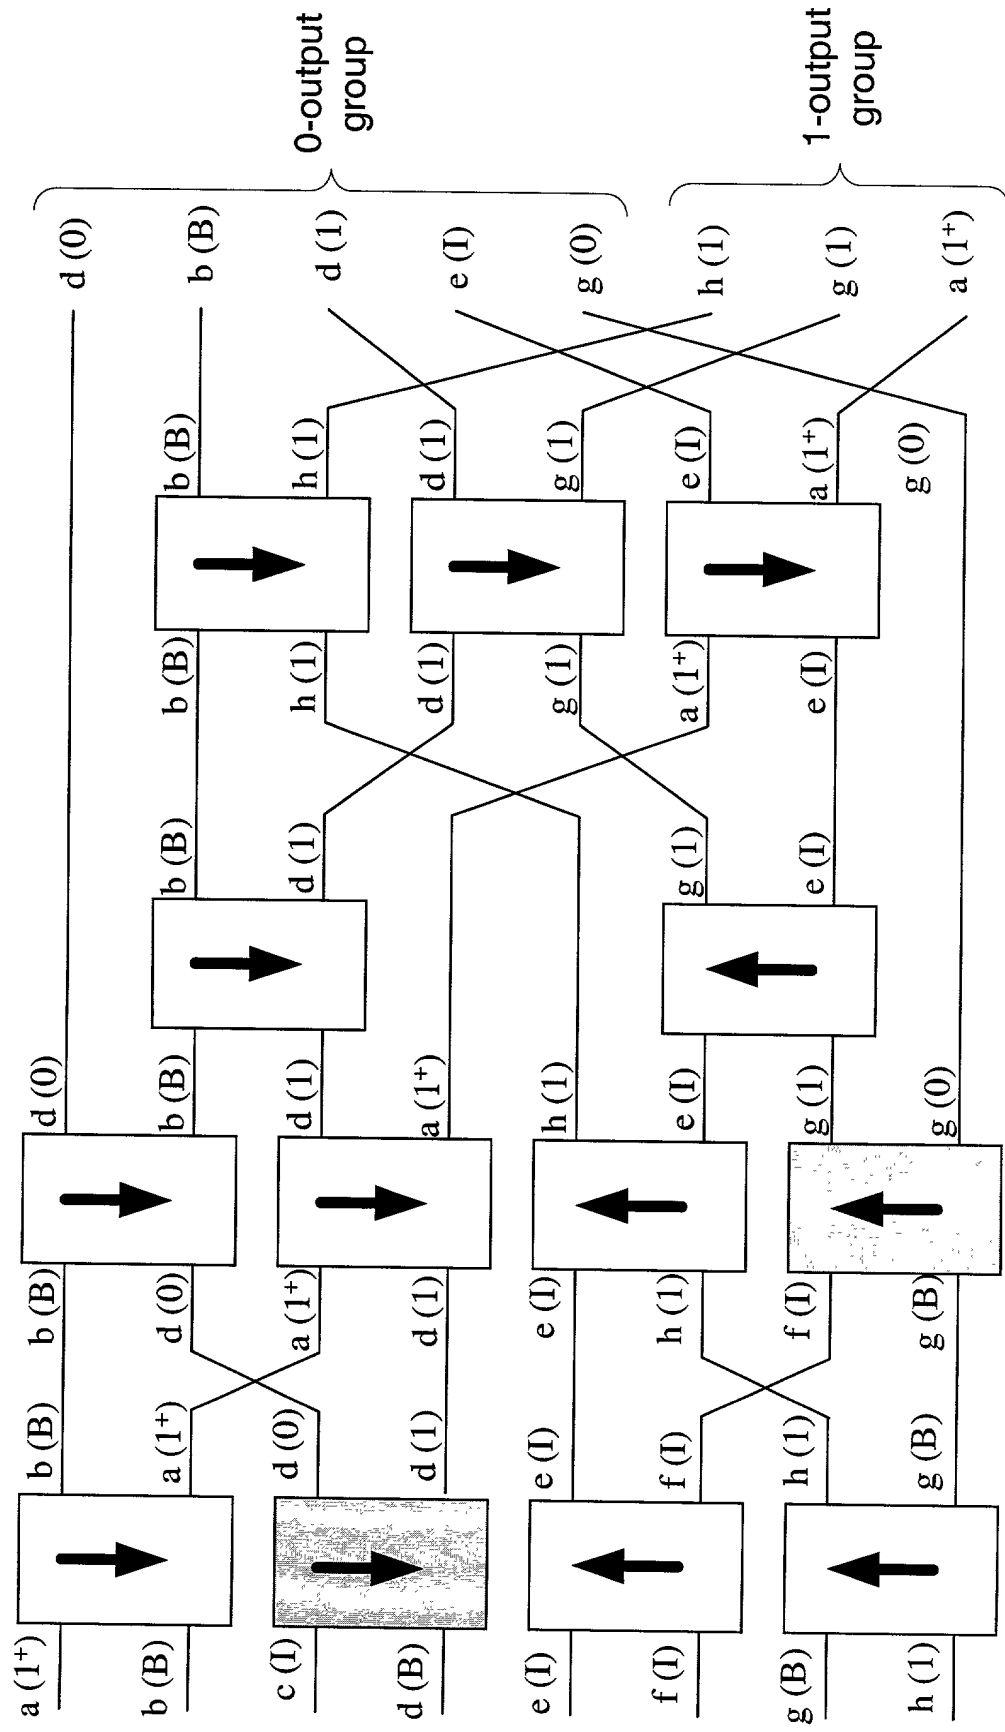 a (1⁺)
b (B)
c (I)
d (B)
e (I)
f (I)
g (B)
h (1)
b (B)
a (1⁺)
d (0)
d (1)
e (I)
f (I)
h (1)
g (B)
b (B)
d (0)
a (1⁺)
d (1)
e (I)
h (1)
f (I)
g (B)
d (0)
b (B)
d (1)
a (1⁺)
h (1)
e (I)
g (1)
g (0)
b (B)
d (1)
g (1)
e (I)
b (B)
h (1)
d (1)
g (1)
a (1⁺)
e (I)
b (B)
h (1)
d (1)
g (1)
e (I)
a (1⁺)
g (0)
d (0)
b (B)
d (1)
e (I)
g (0)
h (1)
g (1)
a (1⁺)
0-output
group
1-output
group